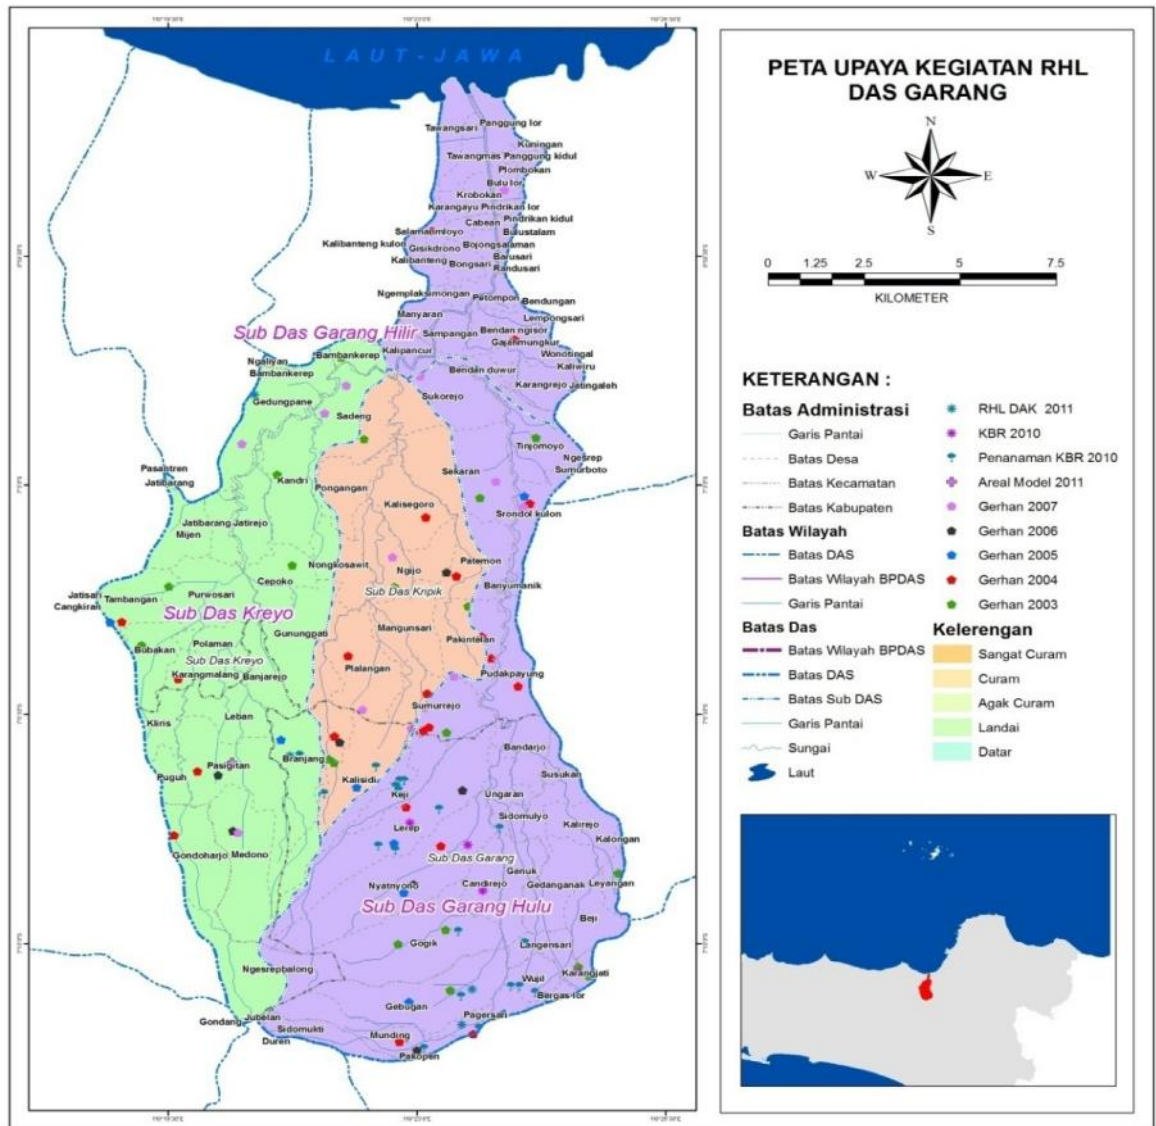 LAUT-JAWA
Tawangsari
Panggung lor
Kuningan
Tawangmas
Panggung kidul
Plombokan
Bulu lor
Krobokan
Karangayu
Pindrikan lor
Cabean
Pindrikan kidul
Bulustalam
Kalibanteng kulon
Gisikdrono
Bojongsalaman
Barusari
Kalibanteng
Bongsari
Randusari
Petompon
Bendungan
Manyaran
Lempongsari
Sampangan
Bendan ngisor
Gajahmungkur
Sub Das Garang Hilir
Bambankerep
Kalipancur
Wonotingal
Kaliwiru
Ngaliyan
Bambankerep
Bendan duwur
Karangrejo
Jatingaleh
Gedungpane
Sukorejo
Sadeng
Tinjomoyo
Ngesrep
Sumurboto
Pasantren
Jatibarang
Kandri
Pongangan
Sekaran
Kalisegoro
Srondol kulon
Jatibarang
Jatirejo
Mijen
Nongkosawit
Ngijo
Patemon
Cepoko
Banyumanik
Sub Das Kripik
Jatisari
Cangkiran
Tambangan
Purwosari
Sub Das Kreyo
Gunungpati
Mangunsari
Pakintelan
Bubakan
Polaman
Sub Das Kreyo
Karangmalang
Banjarejo
Plalangan
Pudakpayung
Sumurrejo
Kliris
Leban
Bandarjo
Pasigitan
Branjang
Puguh
Kalisidi
Susukan
Keji
Ungaran
Sidomulyo
Kalirejo
Lerep
Kalongan
Gondoharjo
Medono
Sub Das Garang
Genuk
Nyatnyono
Candirejo
Gedanganak
Leyangan
Sub Das Garang Hulu
Beji
Gogik
Langensari
Ngesrepbalong
Karangjati
Wujil
Bergas lor
Gebugan
Gondang
Jubelan
Sidomukti
Duren
Pagersari
Munding
Pakopen
PETA UPAYA KEGIATAN RHL
DAS GARANG
N
W
E
S
0 1.25 2.5 5 7.5
KILOMETER
KETERANGAN :
Batas Administrasi
Garis Pantai
Batas Desa
Batas Kecamatan
Batas Kabupaten
Batas Wilayah
Batas DAS
Batas Wilayah BPDAS
Garis Pantai
Batas Das
Batas Wilayah BPDAS
Batas DAS
Batas Sub DAS
Garis Pantai
Sungai
Laut
RHL DAK 2011
KBR 2010
Penanaman KBR 2010
Areal Model 2011
Gerhan 2007
Gerhan 2006
Gerhan 2005
Gerhan 2004
Gerhan 2003
Kelerengan
Sangat Curam
Curam
Agak Curam
Landai
Datar